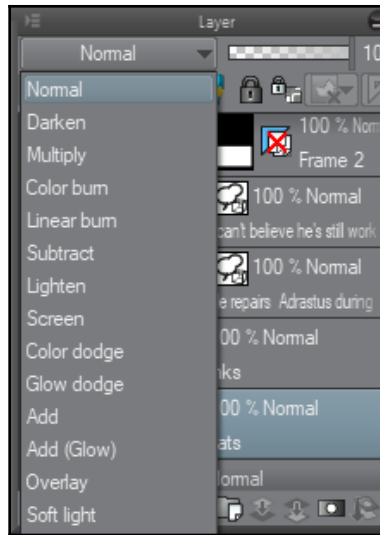 Layer
Normal
10
Normal
Darken
Multiply
Color burn
Linear burn
Subtract
Lighten
Screen
Color dodge
Glow dodge
Add
Add (Glow)
Overlay
Soft light
100 % Norm
Frame 2
100 % Normal
can't believe he's still work
100 % Normal
e repairs Adrastus during
00 % Normal
nks
00 % Normal
ats
Normal